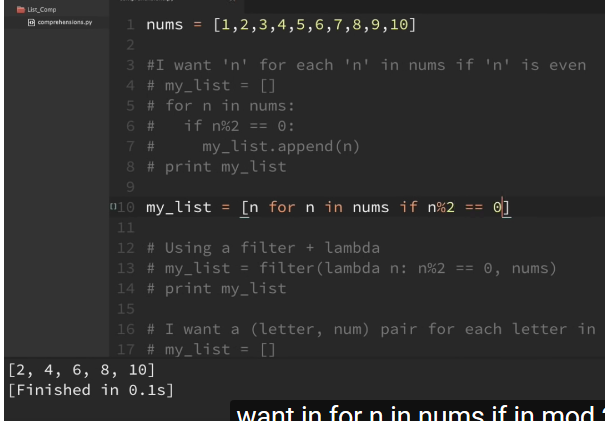 List_Comp
comprehensions.py
1 nums = [1,2,3,4,5,6,7,8,9,10]
2
3 #I want 'n' for each 'n' in nums if 'n' is even
4 # my_list = []
5 # for n in nums:
6 #   if n%2 == 0:
7 #     my_list.append(n)
8 # print my_list
9
10 my_list = [n for n in nums if n%2 == 0]
11
12 # Using a filter + lambda
13 # my_list = filter(lambda n: n%2 == 0, nums)
14 # print my_list
15
16 # I want a (letter, num) pair for each letter in
17 # my_list = []
[2, 4, 6, 8, 10]
[Finished in 0.1s]
want in for n in nums if in mod